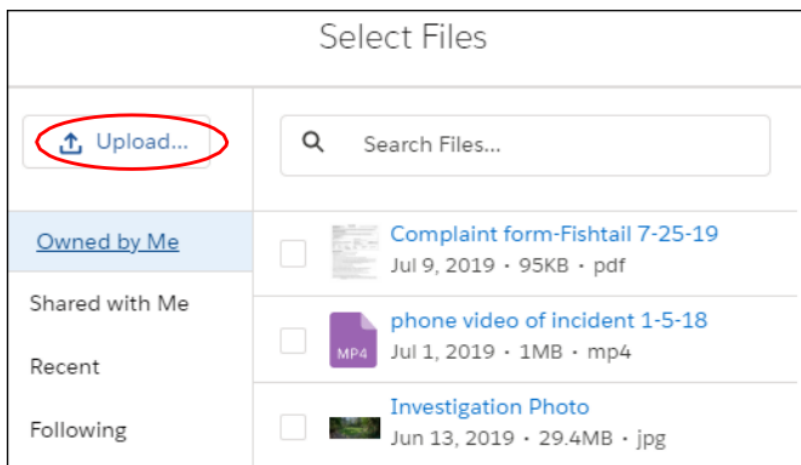 Select Files
Upload...
Search Files...
Owned by Me
Shared with Me
Recent
Following
Complaint form-Fishtail 7-25-19
Jul 9, 2019 • 95KB • pdf
MP4
phone video of incident 1-5-18
Jul 1, 2019 • 1MB • mp4
Investigation Photo
Jun 13, 2019 • 29.4MB • jpg